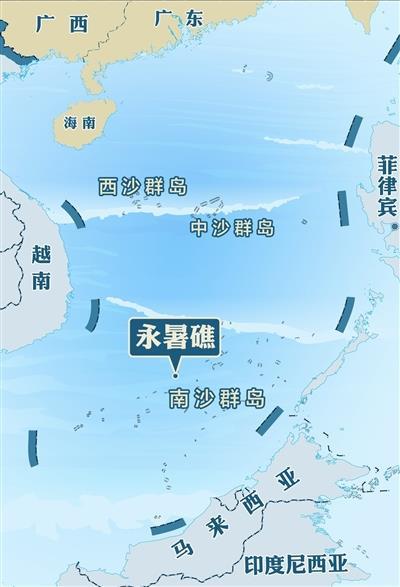 广西
广东
海南
西沙群岛
中沙群岛
菲律宾
越南
永暑礁
南沙群岛
马来西亚
印度尼西亚